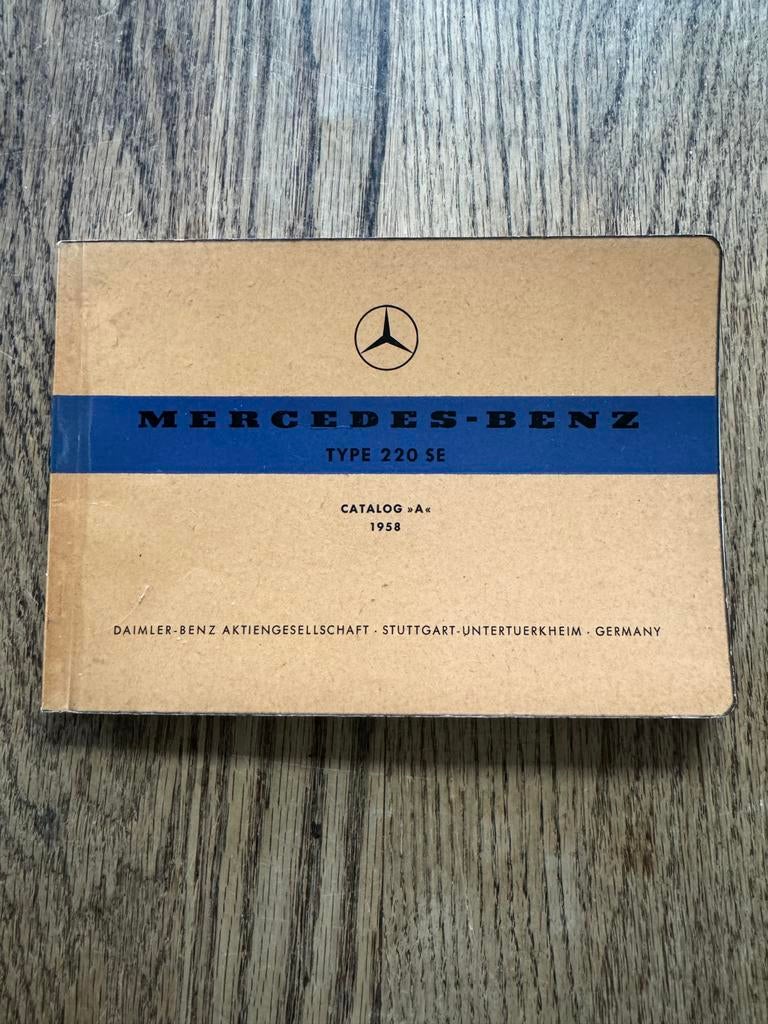 MERCEDES-BENZ
TYPE 220 SE
CATALOG »A«
1958
DAIMLER-BENZ AKTIENGESELLSCHAFT · STUTTGART-UNTERTUERKHEIM · GERMANY